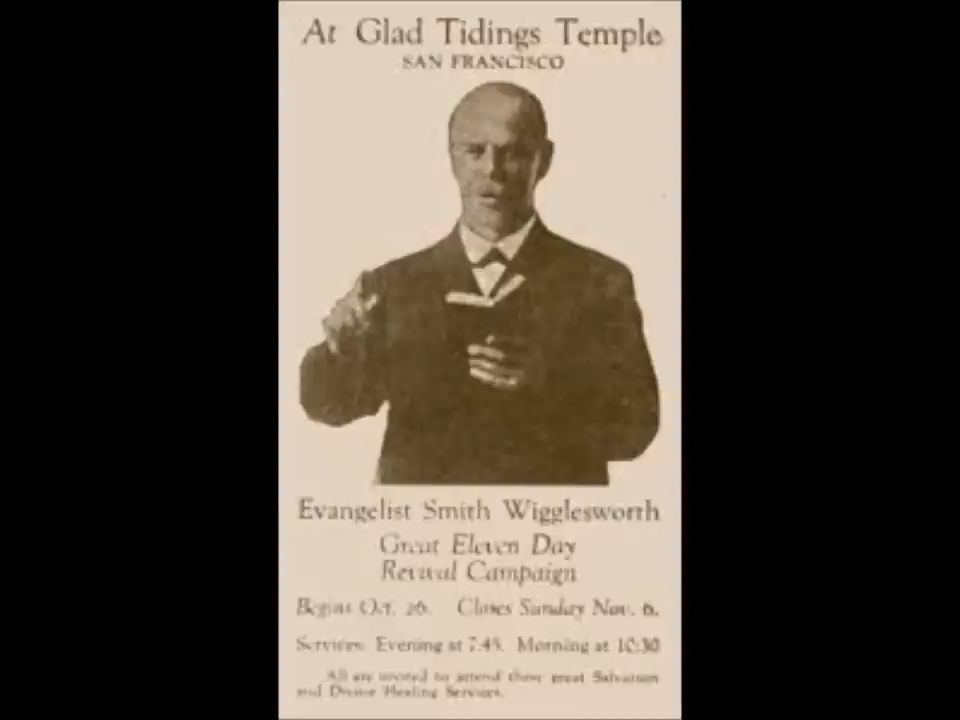 At Glad Tidings Temple
SAN FRANCISCO
Evangelist Smith Wigglesworth
Great Eleven Day
Revival Campaign
Begins Oct. 26. Closes Sunday Nov. 6.
Services: Evening at 7:45. Morning at 10:30
All are invited to attend these great Salvation
and Divine Healing Services.